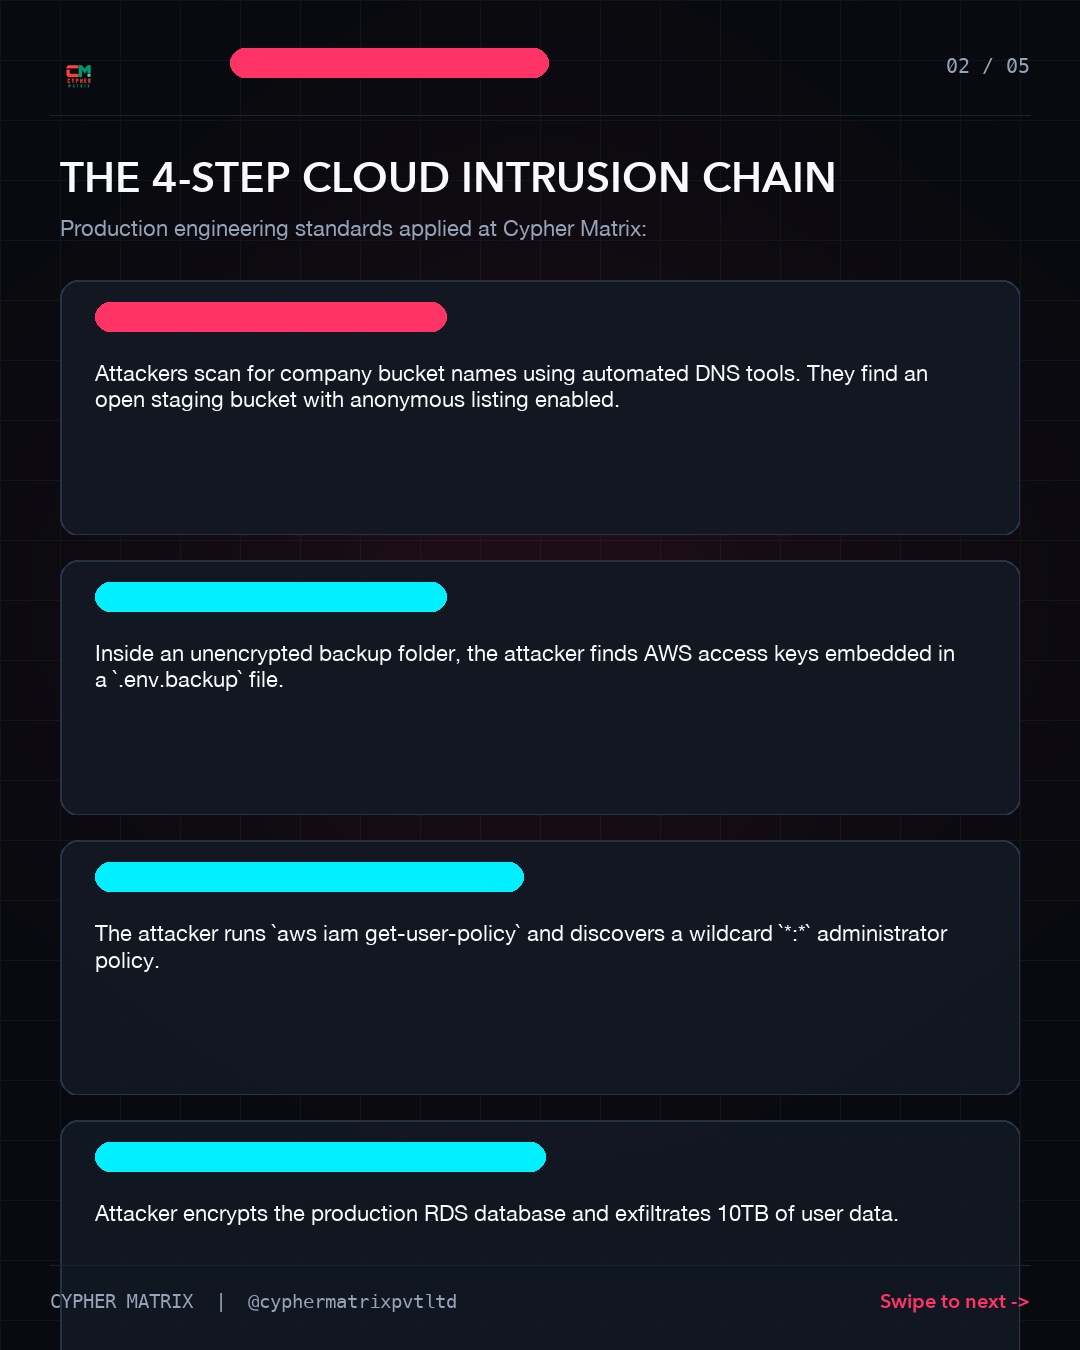 CM
CYPHER
MATRIX
02 / 05
THE 4-STEP CLOUD INTRUSION CHAIN
Production engineering standards applied at Cypher Matrix:
Attackers scan for company bucket names using automated DNS tools. They find an
open staging bucket with anonymous listing enabled.
Inside an unencrypted backup folder, the attacker finds AWS access keys embedded in
a `.env.backup` file.
The attacker runs `aws iam get-user-policy` and discovers a wildcard `*:*` administrator
policy.
Attacker encrypts the production RDS database and exfiltrates 10TB of user data.
CYPHER MATRIX | @cyphermatrixpvtltd
Swipe to next ->